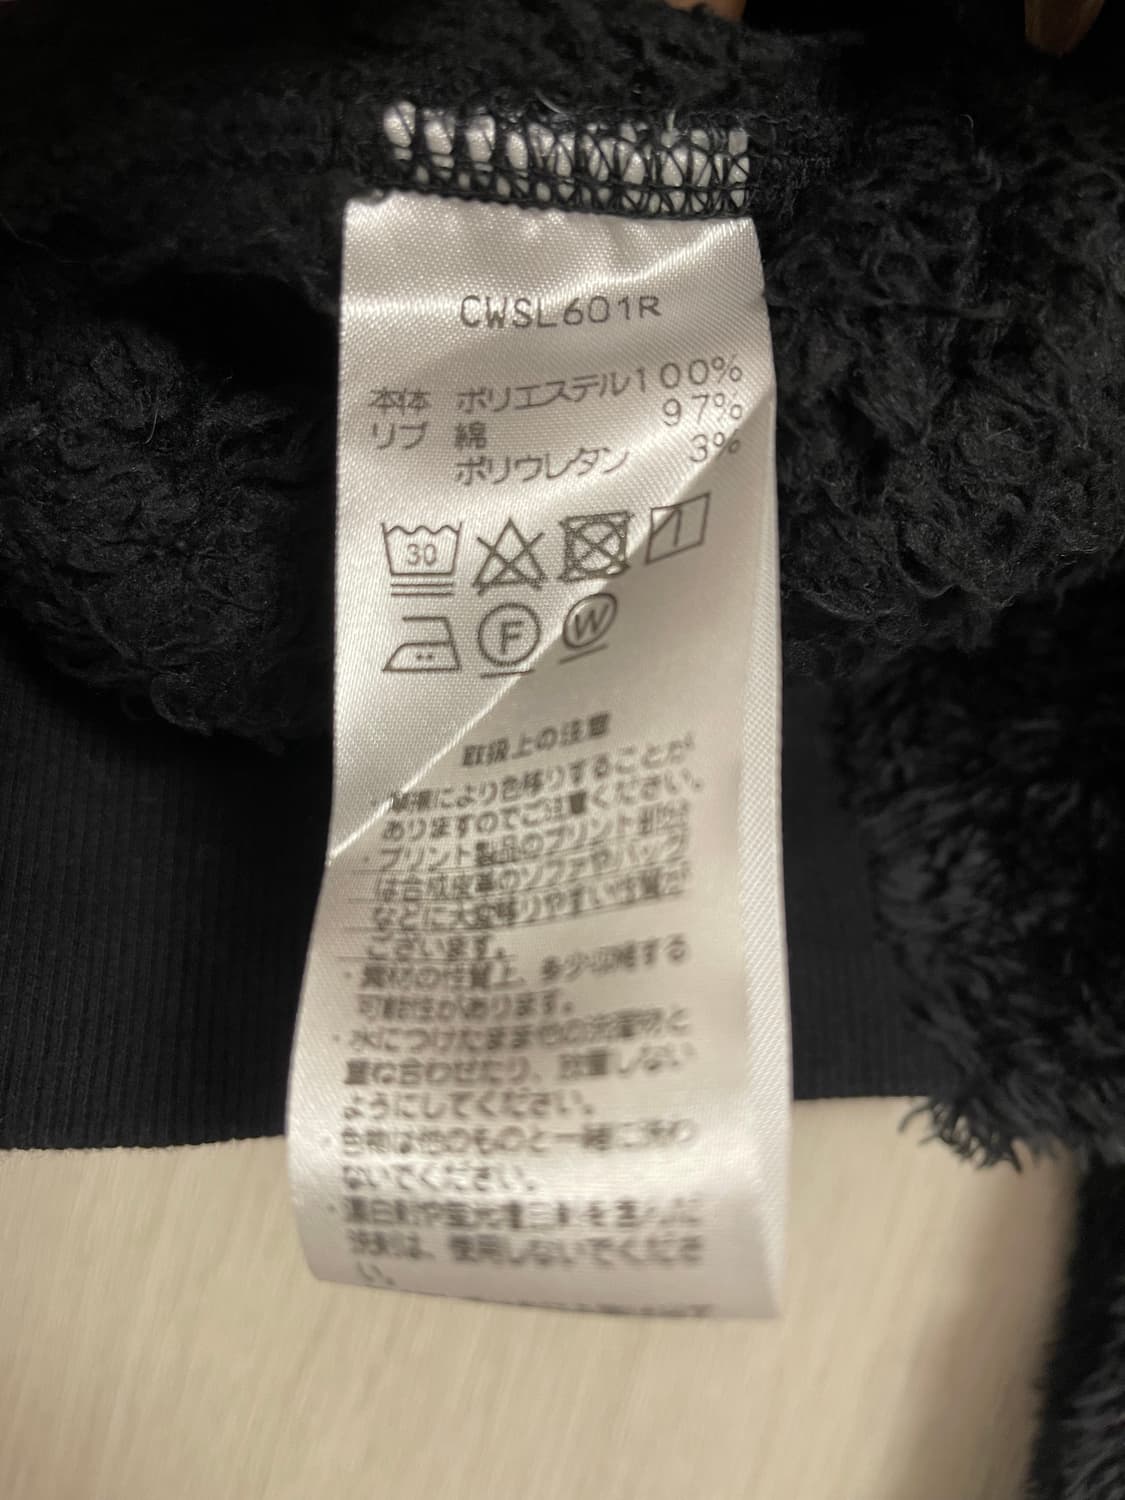 CWSL601R
本体 ポリエステル100%
リブ 綿 97%
ポリウレタン 3%
30
F
W
取扱上の注意
・摩擦により色移りすることが
ありますのでご注意ください。
・プリント製品のプリント部分
は合成皮革のソファやバッグ
などに大変移りやすい性質が
ございます。
・素材の性質上、多少収縮する
可能性があります。
・水につけたまま他の洗濯物と
重ね合わせたり、放置しない
ようにしてください。
・色物は他のものと一緒に洗わ
ないでください。
・漂白剤や蛍光増白剤を含んだ
洗剤は、使用しないでくださ
い。